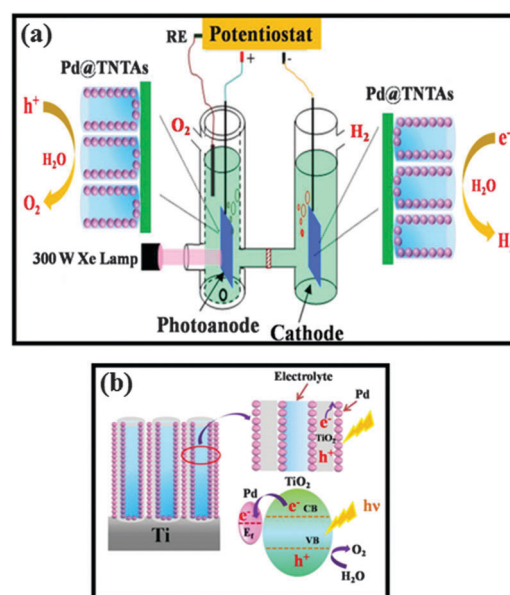 (a)
RE
Potentiostat
+
-
Pd@TNTAs
Pd@TNTAs
h+
H2O
O2
O2
H2
e-
H2O
H
300 W Xe Lamp
Photoanode
Cathode
(b)
Electrolyte
Pd
e-
TiO2
h+
Ti
TiO2
Pd
e-
CB
hν
e-
Ef
VB
O2
h+
H2O